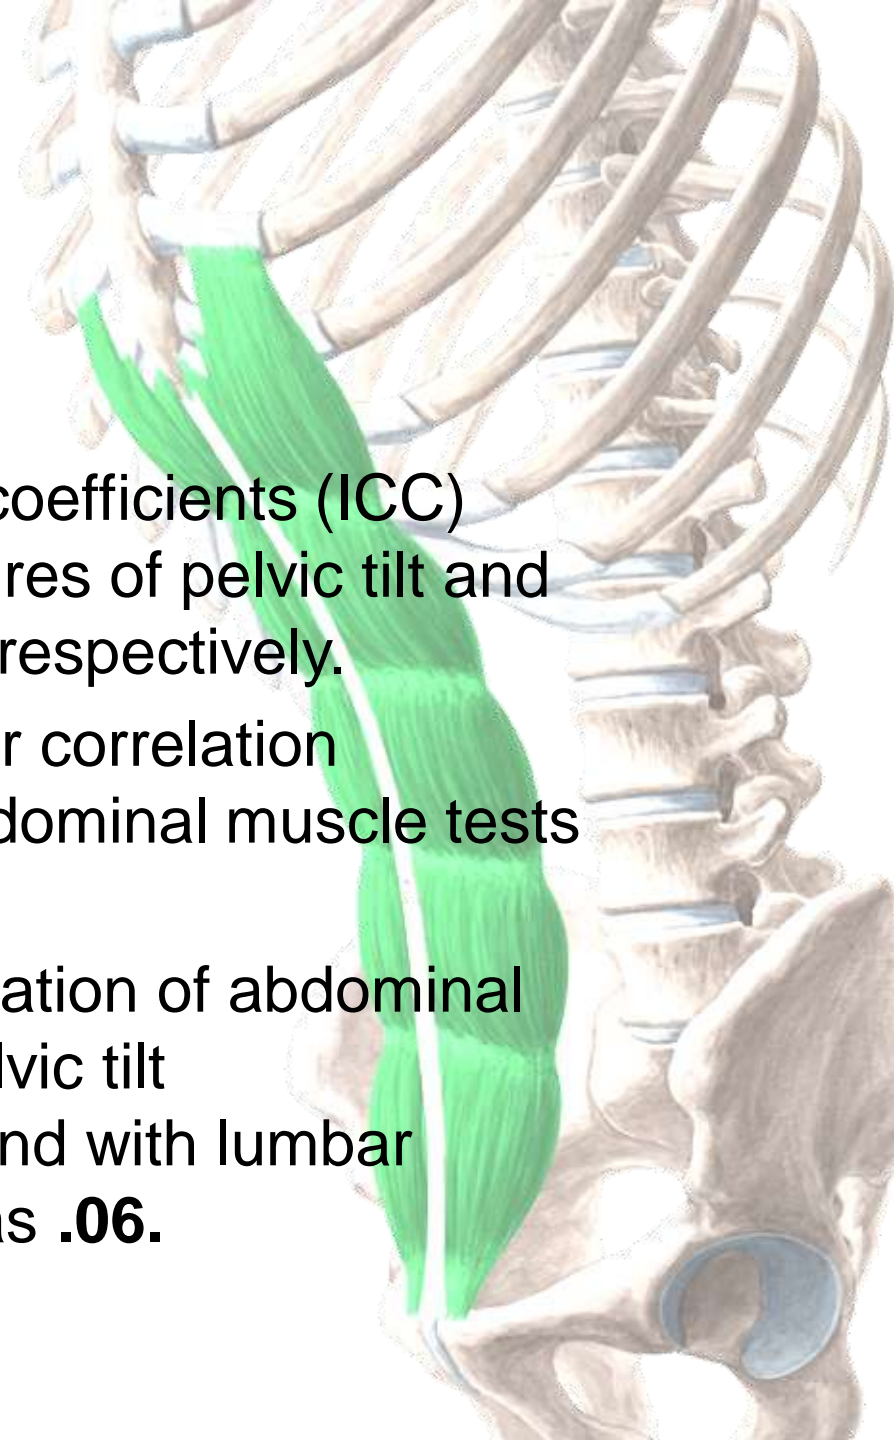 coefficients (ICC)
res of pelvic tilt and
respectively.
r correlation
dominal muscle tests
ation of abdominal
lvic tilt
nd with lumbar
as .06.